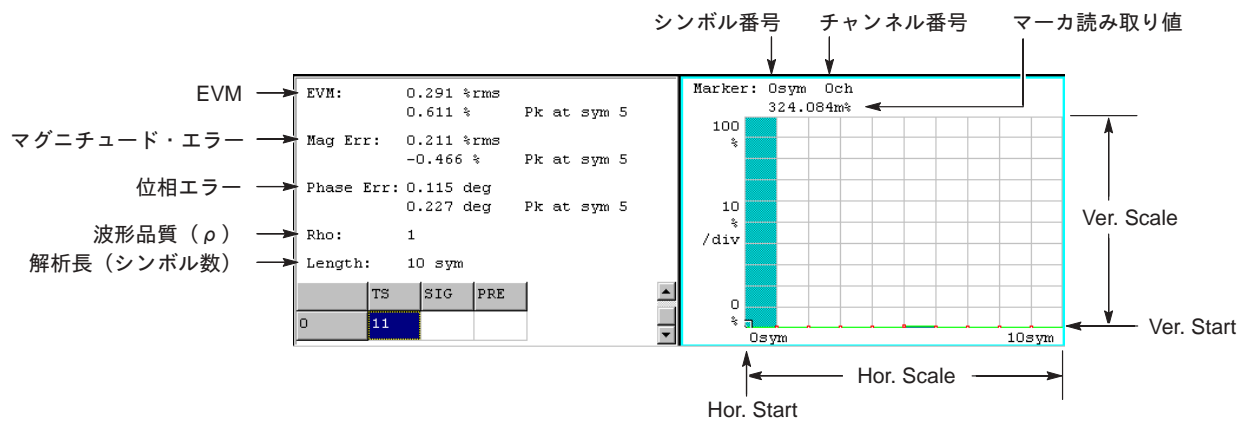 シンボル番号 チャンネル番号 マーカ読み取り値
EVM
マグニチュード・エラー
位相エラー
波形品質（ρ）
解析長（シンボル数）
EVM: 0.291 %rms
0.611 % Pk at sym 5
Mag Err: 0.211 %rms
-0.466 % Pk at sym 5
Phase Err: 0.115 deg
0.227 deg Pk at sym 5
Rho: 1
Length: 10 sym
TS SIG PRE
0 11
Marker: 0sym 0ch
324.084m%
100
%
10
%
/div
0
%
0sym 10sym
Ver. Scale
Ver. Start
Hor. Scale
Hor. Start